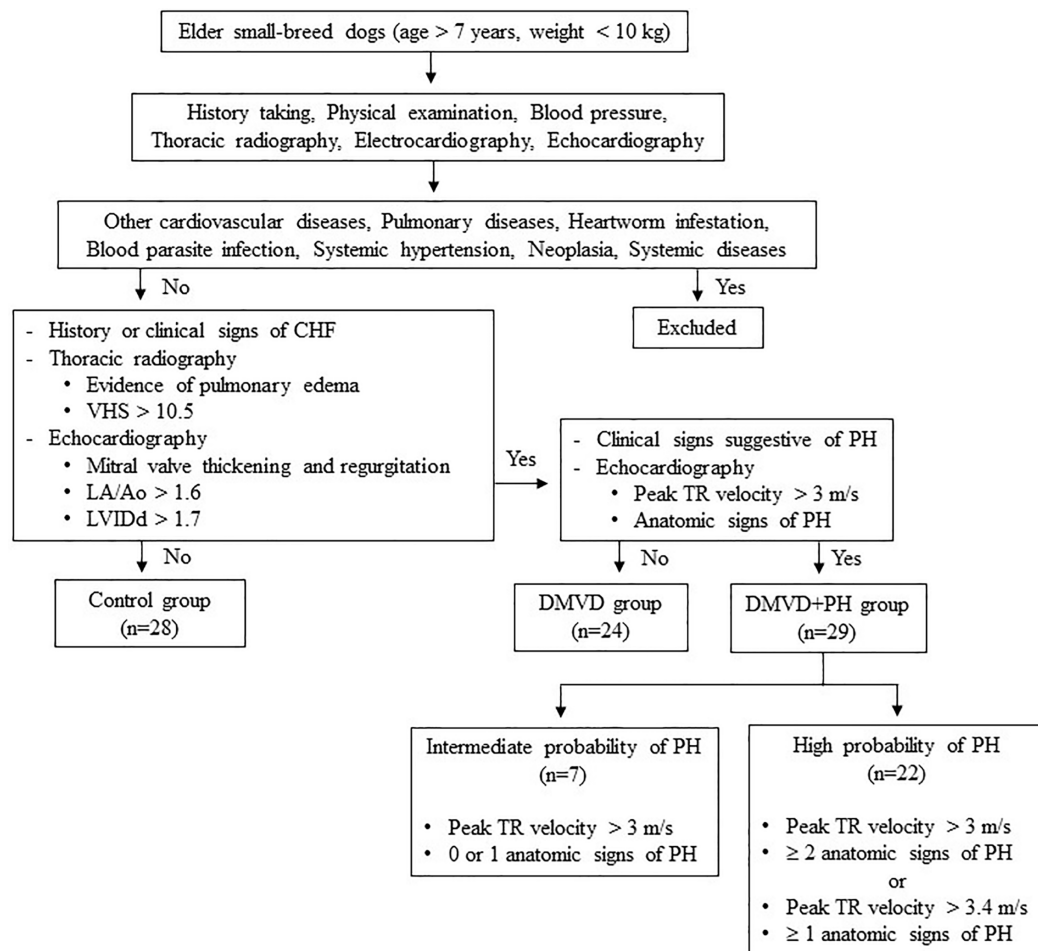 Elder small-breed dogs (age > 7 years, weight < 10 kg)
History taking, Physical examination, Blood pressure,
Thoracic radiography, Electrocardiography, Echocardiography
Other cardiovascular diseases, Pulmonary diseases, Heartworm infestation,
Blood parasite infection, Systemic hypertension, Neoplasia, Systemic diseases
No
Yes
Excluded
- History or clinical signs of CHF
- Thoracic radiography
• Evidence of pulmonary edema
• VHS > 10.5
- Echocardiography
• Mitral valve thickening and regurgitation
• LA/Ao > 1.6
• LVIDd > 1.7
Yes
- Clinical signs suggestive of PH
- Echocardiography
• Peak TR velocity > 3 m/s
• Anatomic signs of PH
No
No
Yes
Control group
(n=28)
DMVD group
(n=24)
DMVD+PH group
(n=29)
Intermediate probability of PH
(n=7)
• Peak TR velocity > 3 m/s
• 0 or 1 anatomic signs of PH
High probability of PH
(n=22)
• Peak TR velocity > 3 m/s
• ≥ 2 anatomic signs of PH
or
• Peak TR velocity > 3.4 m/s
• ≥ 1 anatomic signs of PH